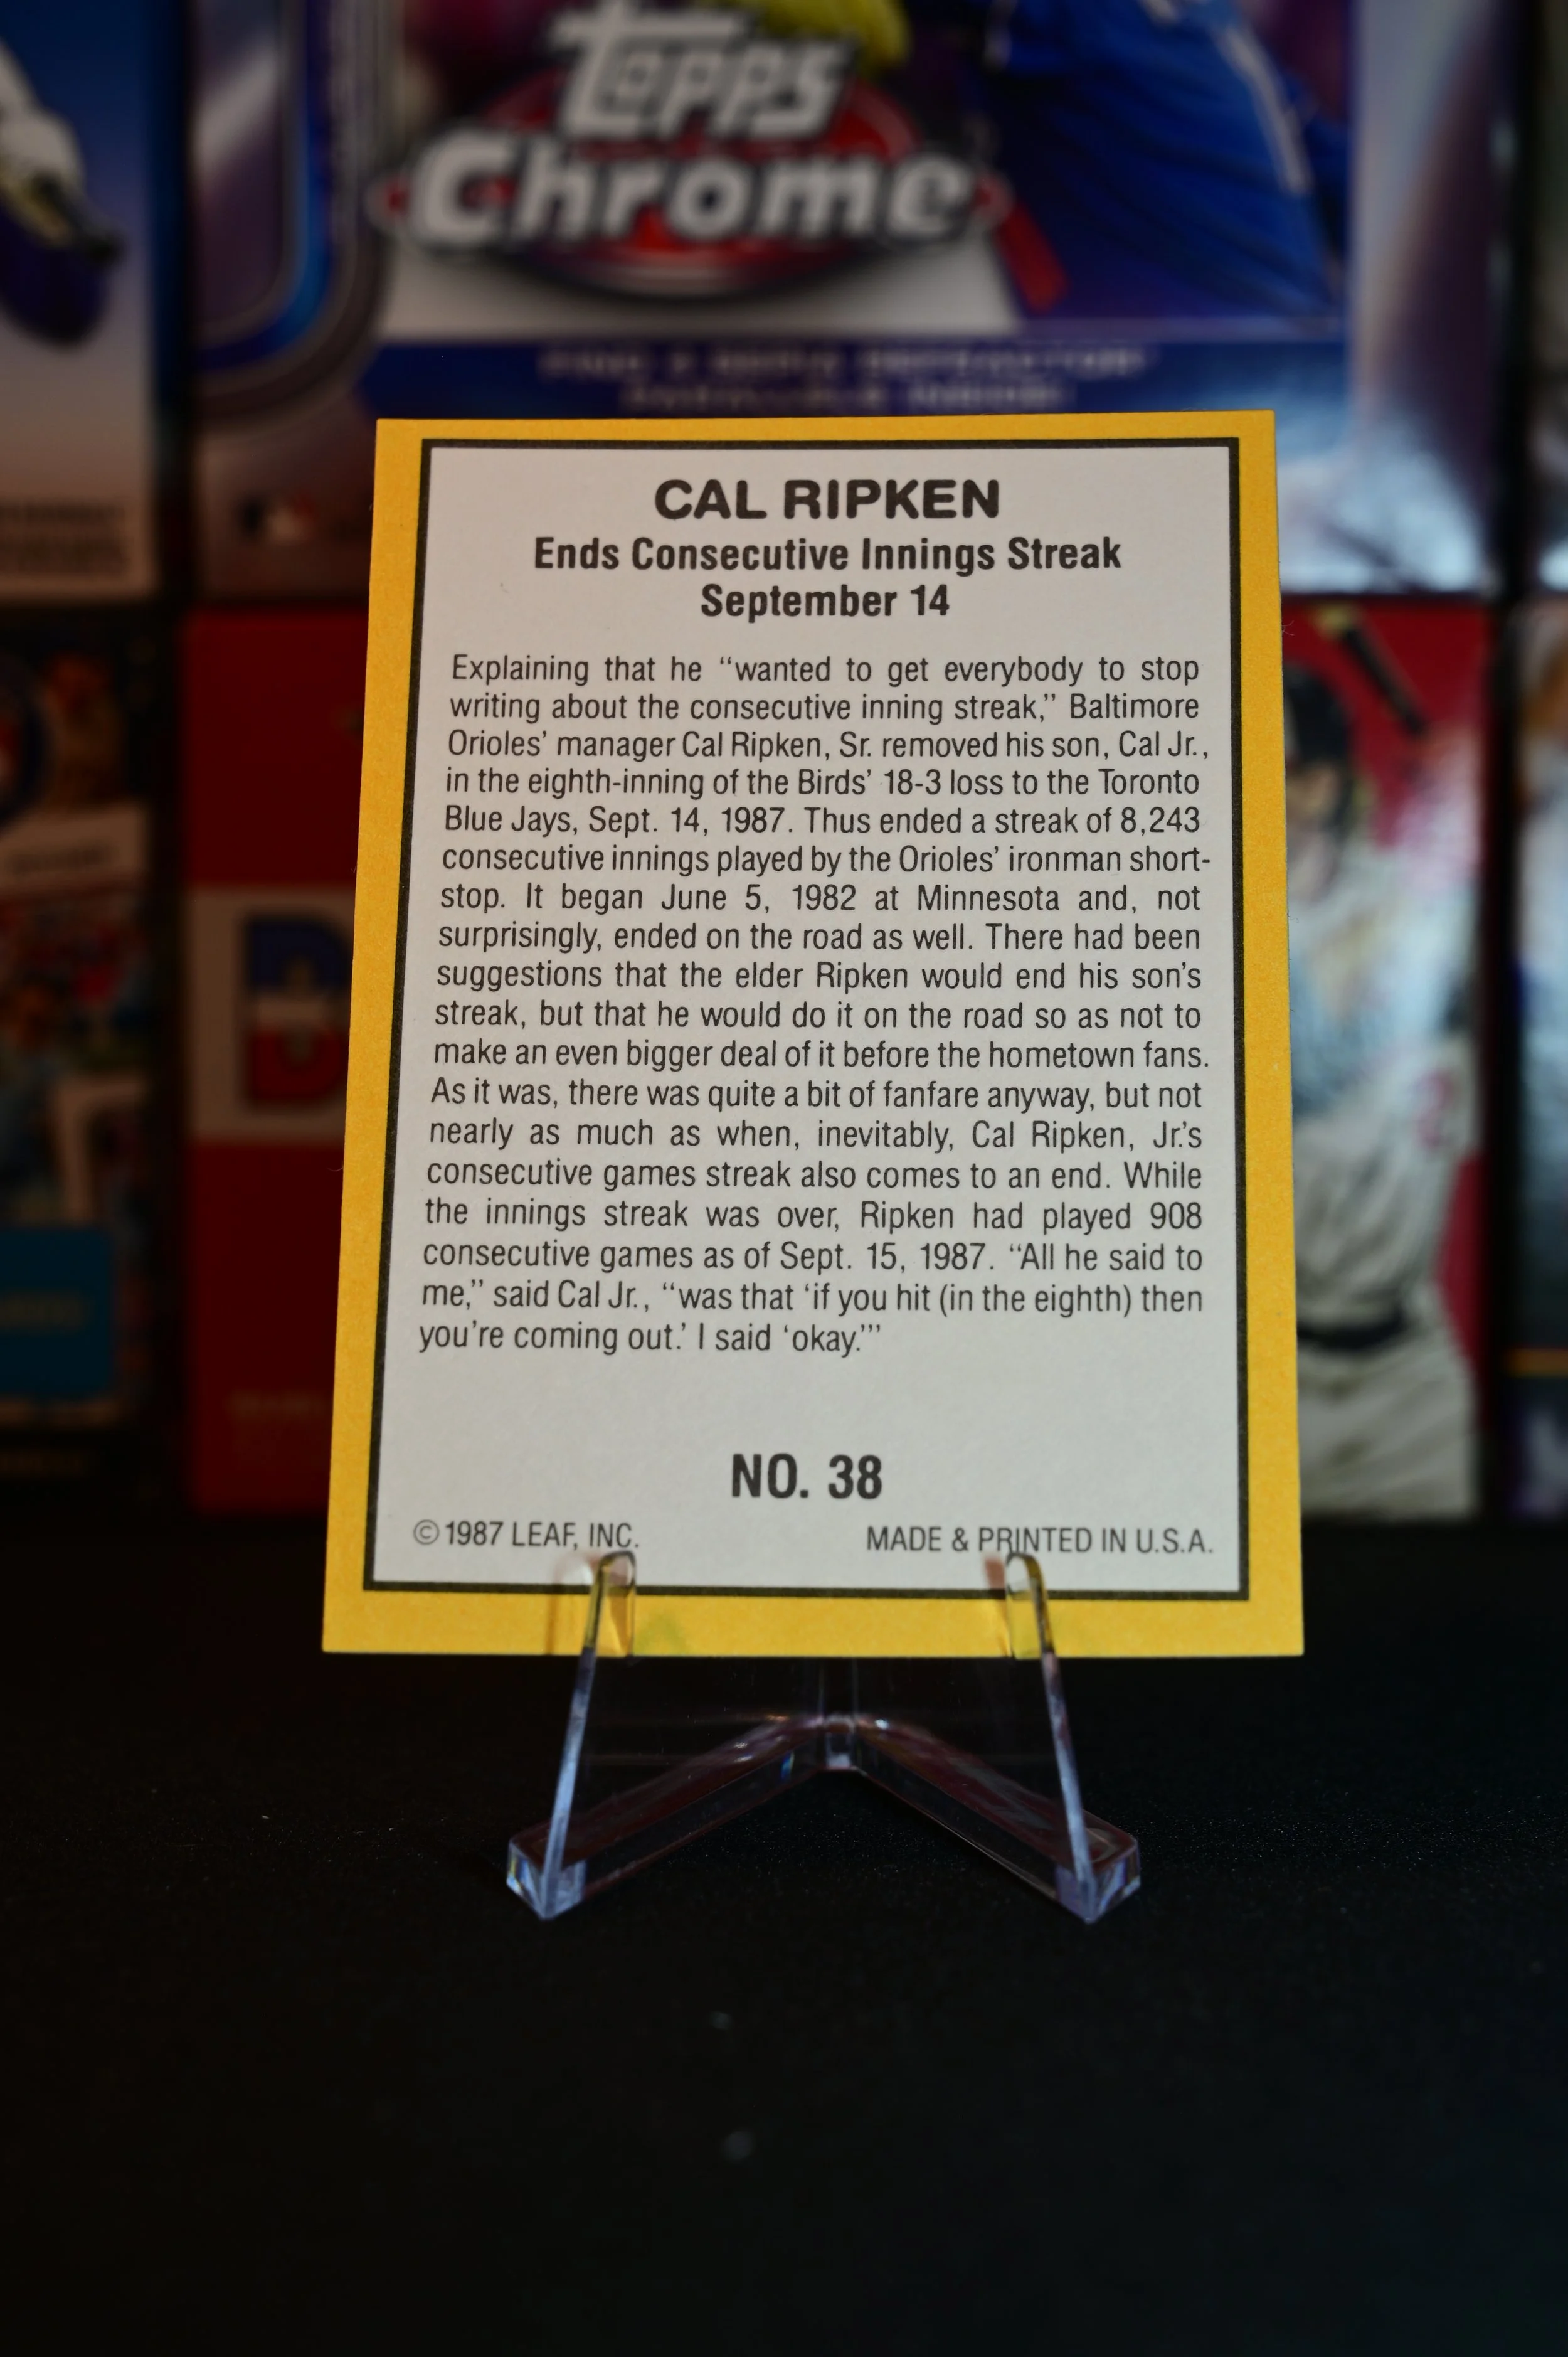 Topps
Chrome
CAL RIPKEN
Ends Consecutive Innings Streak
September 14
Explaining that he “wanted to get everybody to stop
writing about the consecutive inning streak,” Baltimore
Orioles’ manager Cal Ripken, Sr. removed his son, Cal Jr.,
in the eighth-inning of the Birds’ 18-3 loss to the Toronto
Blue Jays, Sept. 14, 1987. Thus ended a streak of 8,243
consecutive innings played by the Orioles’ ironman short-
stop. It began June 5, 1982 at Minnesota and, not
surprisingly, ended on the road as well. There had been
suggestions that the elder Ripken would end his son’s
streak, but that he would do it on the road so as not to
make an even bigger deal of it before the hometown fans.
As it was, there was quite a bit of fanfare anyway, but not
nearly as much as when, inevitably, Cal Ripken, Jr.’s
consecutive games streak also comes to an end. While
the innings streak was over, Ripken had played 908
consecutive games as of Sept. 15, 1987. “All he said to
me,” said Cal Jr., “was that ‘if you hit (in the eighth) then
you’re coming out.’ I said ‘okay.’”
NO. 38
© 1987 LEAF, INC. MADE & PRINTED IN U.S.A.